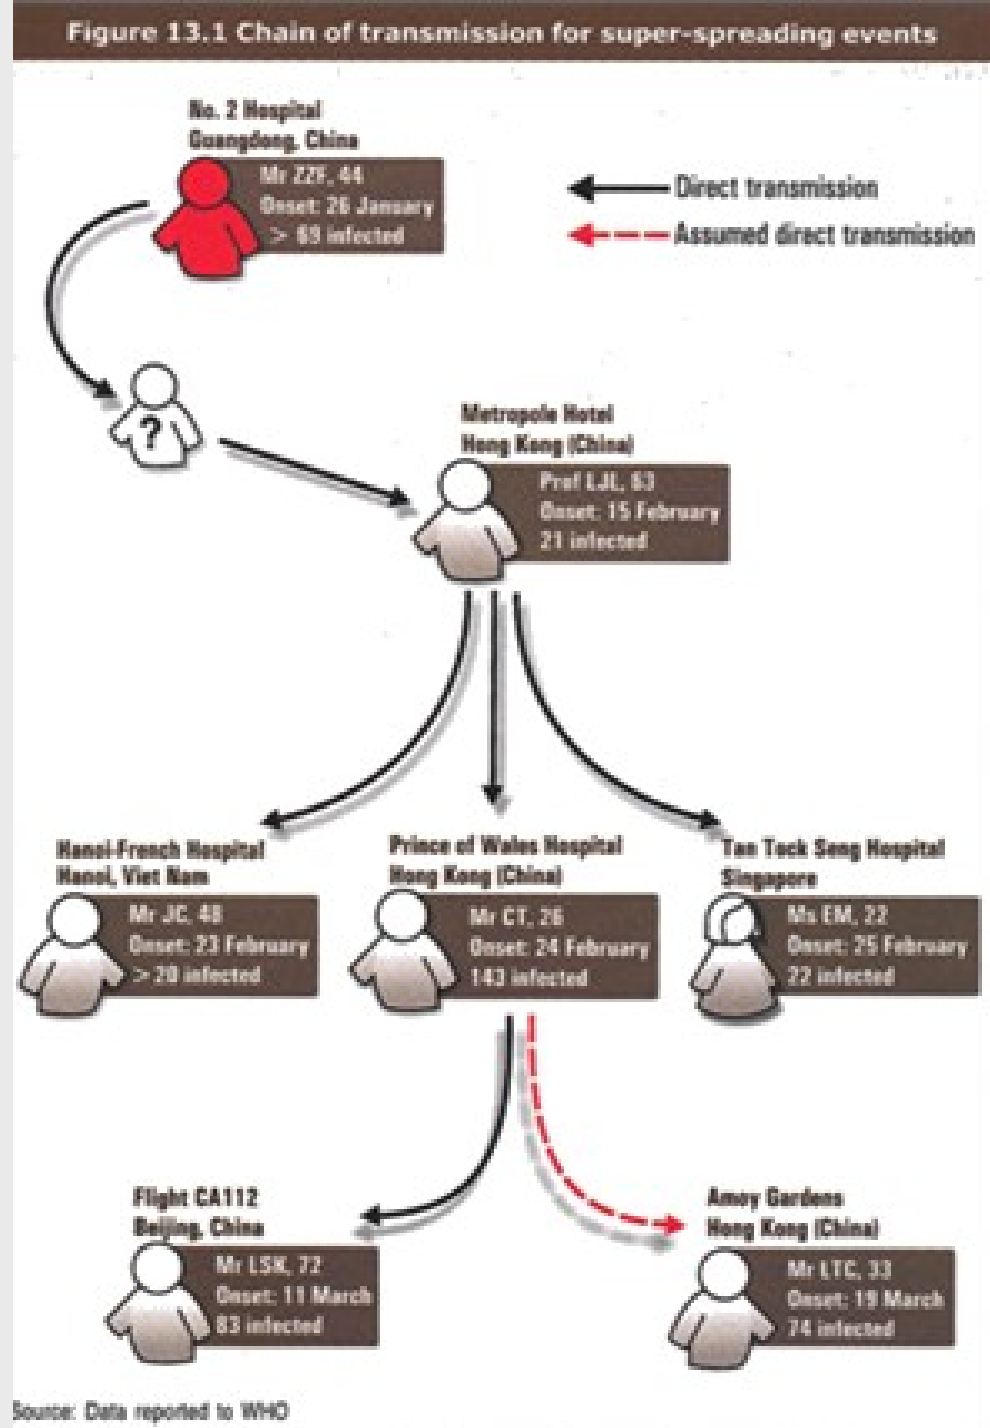 Figure 13.1 Chain of transmission for super-spreading events
No. 2 Hospital
Guangdong, China
Mr ZZF, 44
Onset: 26 January
> 69 infected
Direct transmission
Assumed direct transmission
?
Metropole Hotel
Hong Kong (China)
Prof LJL, 63
Onset: 15 February
21 infected
Hanoi-French Hospital
Hanoi, Viet Nam
Mr JC, 48
Onset: 23 February
> 20 infected
Prince of Wales Hospital
Hong Kong (China)
Mr CT, 26
Onset: 24 February
143 infected
Tan Tock Seng Hospital
Singapore
Ms EM, 22
Onset: 25 February
22 infected
Flight CA112
Beijing, China
Mr LSK, 72
Onset: 11 March
83 infected
Amoy Gardens
Hong Kong (China)
Mr LTC, 33
Onset: 19 March
74 infected
Source: Data reported to WHO